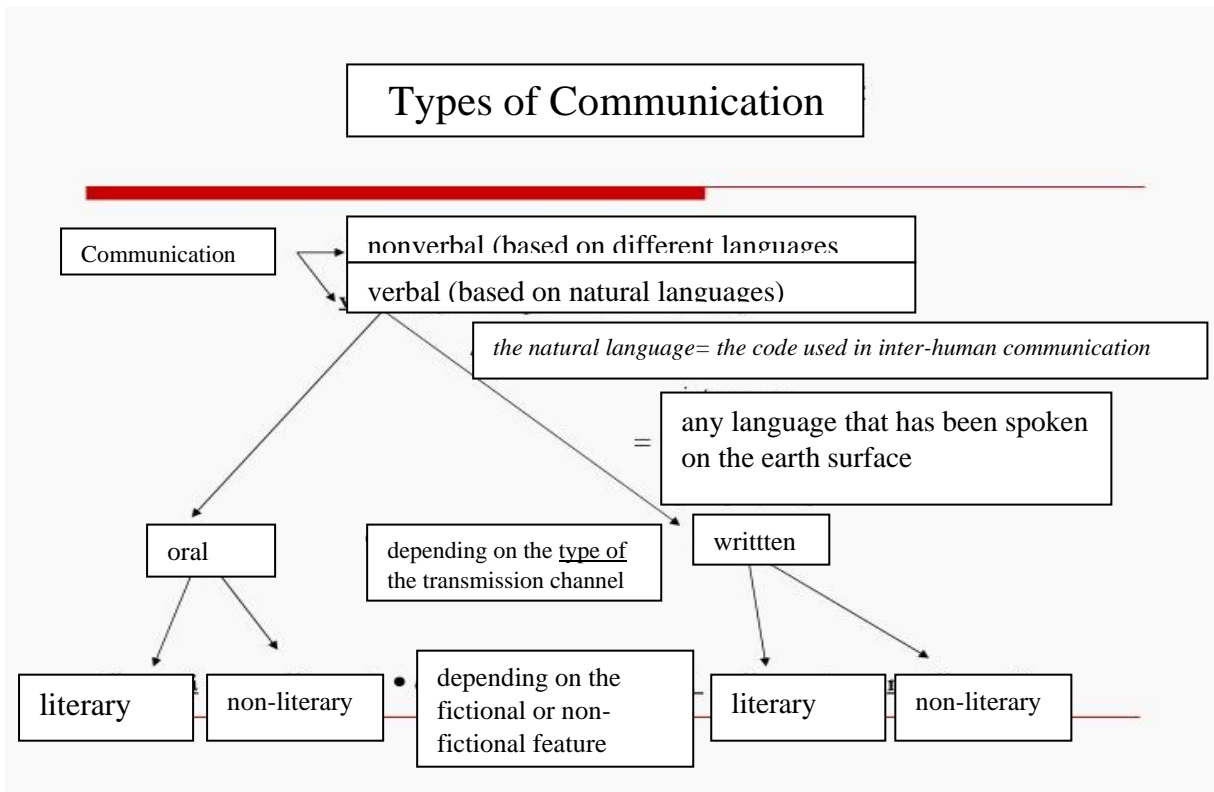 Types of Communication
Communication
nonverbal (based on different languages
verbal (based on natural languages)
the natural language= the code used in inter-human communication
=
any language that has been spoken
on the earth surface
oral
depending on the type of
the transmission channel
writtten
literary
non-literary
•
depending on the
fictional or non-
fictional feature
literary
non-literary